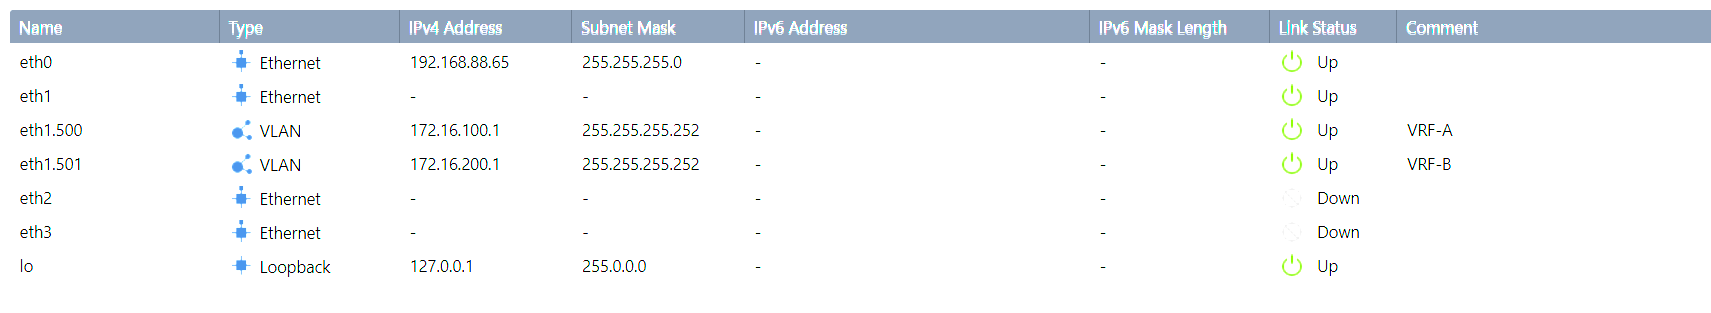 Name Type IPv4 Address Subnet Mask IPv6 Address IPv6 Mask Length Link Status Comment
eth0 Ethernet 192.168.88.65 255.255.255.0 - - Up
eth1 Ethernet - - - - Up
eth1.500 VLAN 172.16.100.1 255.255.255.252 - - Up VRF-A
eth1.501 VLAN 172.16.200.1 255.255.255.252 - - Up VRF-B
eth2 Ethernet - - - - Down
eth3 Ethernet - - - - Down
lo Loopback 127.0.0.1 255.0.0.0 - - Up